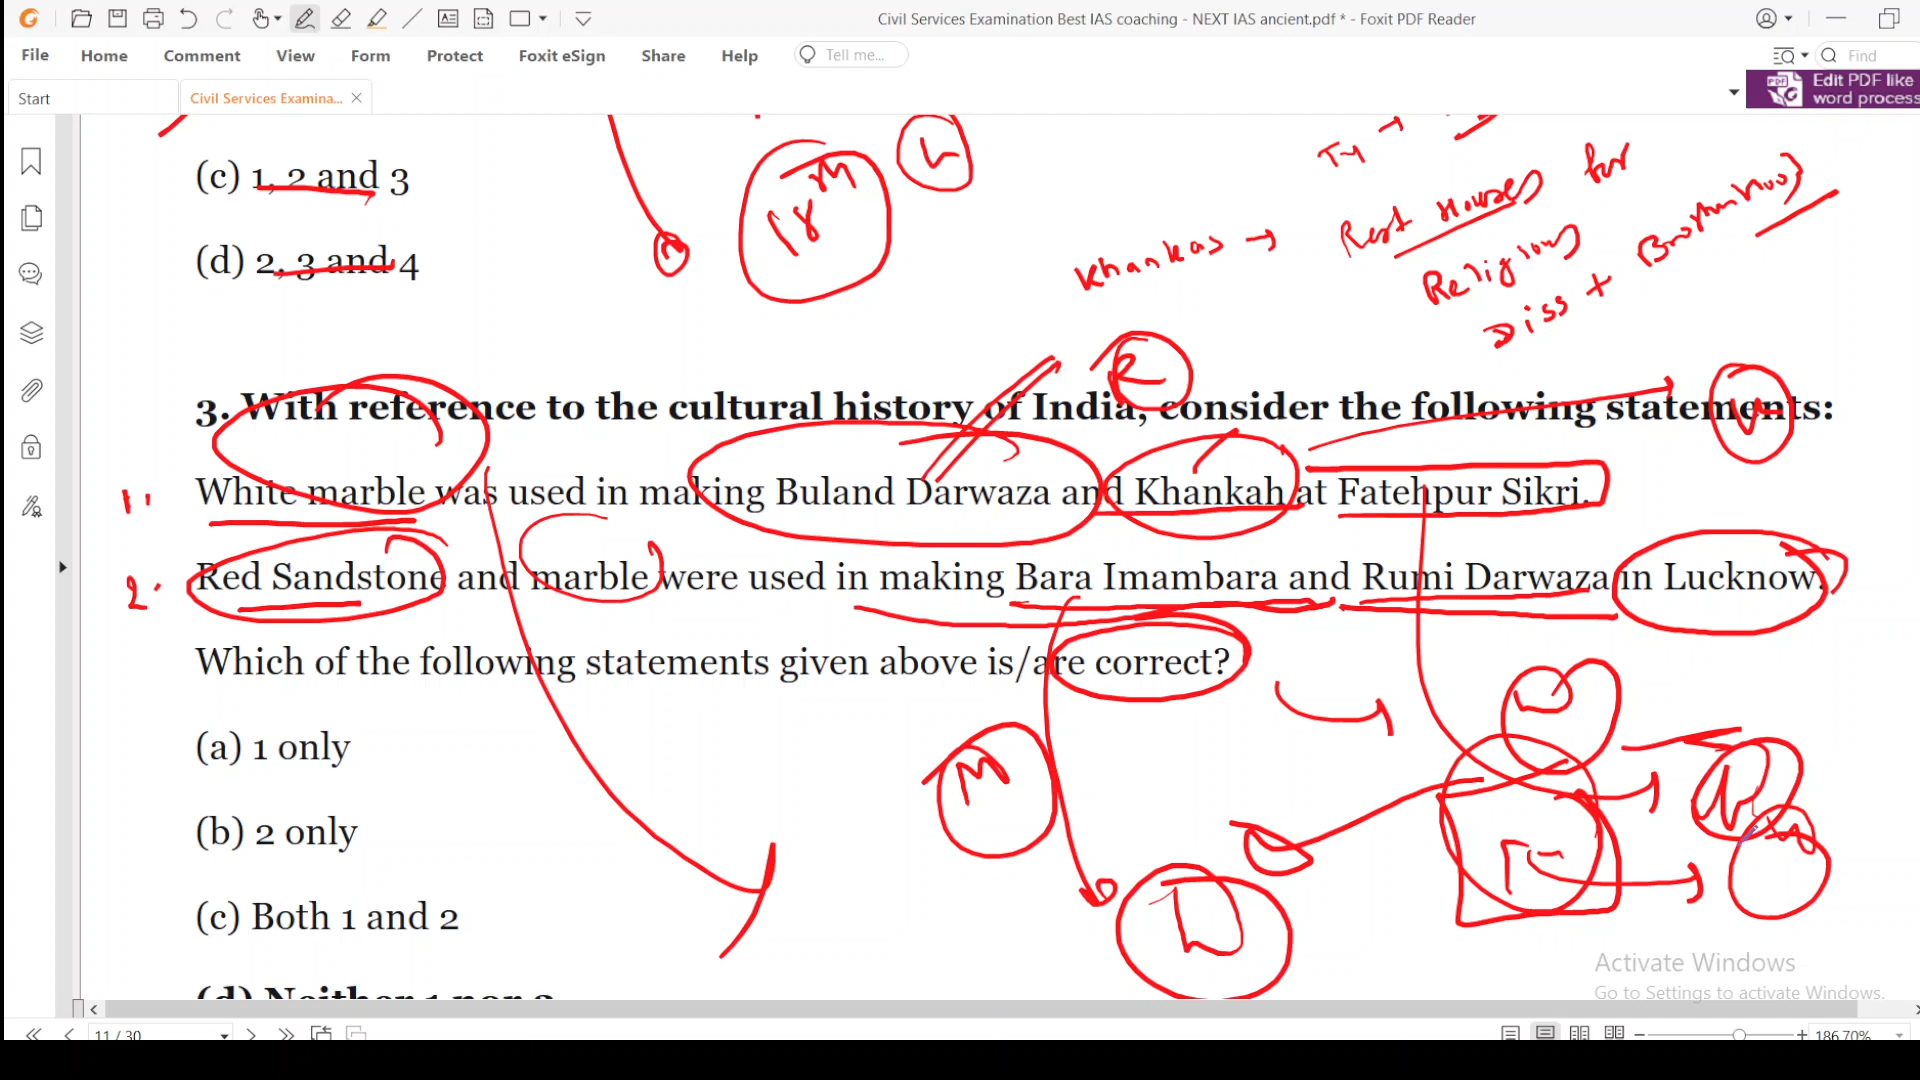 Civil Services Examination Best IAS coaching - NEXT IAS ancient.pdf * - Foxit PDF Reader
File Home Comment View Form Protect Foxit eSign Share Help Tell me... Find
Start Civil Services Examina...
Edit PDF like
word process
(c) 1, 2 and 3
(d) 2, 3 and 4
18 m
L
Khankas → Rest Houses for
Religious
Diss + Brotherhood
3. With reference to the cultural history of India, consider the following statements:
1. White marble was used in making Buland Darwaza and Khankah at Fatehpur Sikri.
2. Red Sandstone and marble were used in making Bara Imambara and Rumi Darwaza in Lucknow.
Which of the following statements given above is/are correct?
(a) 1 only
(b) 2 only
(c) Both 1 and 2
(d) Neither 1 nor 2
M
L
Activate Windows
Go to Settings to activate Windows.
11 / 30
186.70%